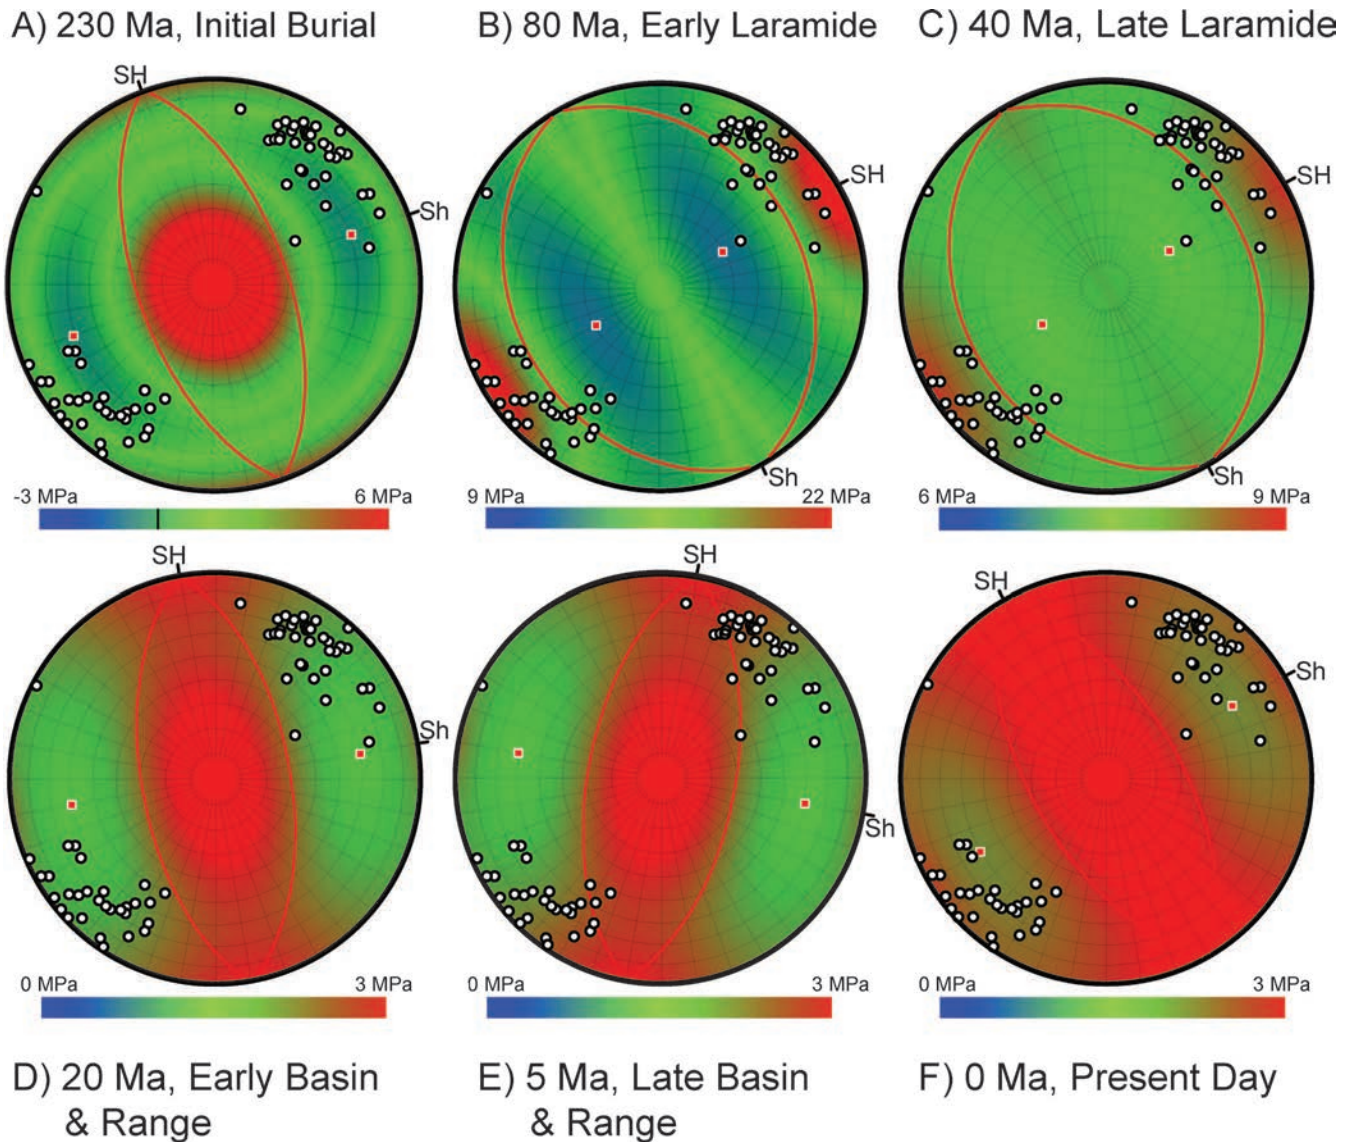 A) 230 Ma, Initial Burial
B) 80 Ma, Early Laramide
C) 40 Ma, Late Laramide
SH
Sh
-3 MPa 6 MPa
SH
Sh
9 MPa 22 MPa
SH
Sh
6 MPa 9 MPa
SH
Sh
0 MPa 3 MPa
SH
Sh
0 MPa 3 MPa
SH
Sh
0 MPa 3 MPa
D) 20 Ma, Early Basin
& Range
E) 5 Ma, Late Basin
& Range
F) 0 Ma, Present Day